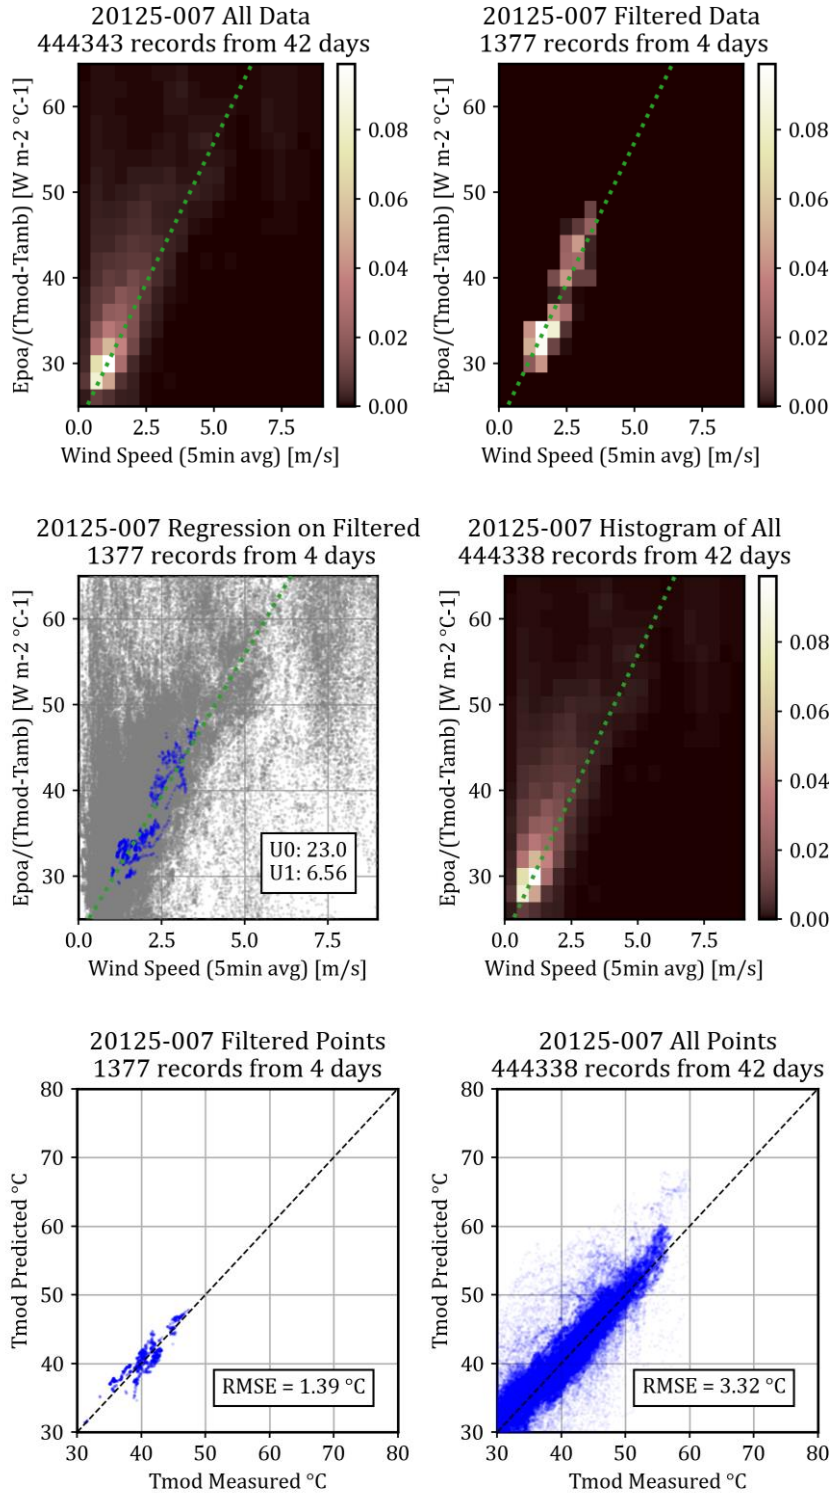 20125-007 All Data
444343 records from 42 days
Epoa/(Tmod-Tamb) [W m-2 °C-1]
60
50
40
30
0.0 2.5 5.0 7.5
Wind Speed (5min avg) [m/s]
0.08
0.06
0.04
0.02
0.00
20125-007 Filtered Data
1377 records from 4 days
Epoa/(Tmod-Tamb) [W m-2 °C-1]
60
50
40
30
0.0 2.5 5.0 7.5
Wind Speed (5min avg) [m/s]
0.08
0.06
0.04
0.02
0.00
20125-007 Regression on Filtered
1377 records from 4 days
Epoa/(Tmod-Tamb) [W m-2 °C-1]
60
50
40
30
U0: 23.0
U1: 6.56
0.0 2.5 5.0 7.5
Wind Speed (5min avg) [m/s]
20125-007 Histogram of All
444338 records from 42 days
Epoa/(Tmod-Tamb) [W m-2 °C-1]
60
50
40
30
0.0 2.5 5.0 7.5
Wind Speed (5min avg) [m/s]
0.08
0.06
0.04
0.02
0.00
20125-007 Filtered Points
1377 records from 4 days
Tmod Predicted °C
80
70
60
50
40
30
RMSE = 1.39 °C
30 40 50 60 70 80
Tmod Measured °C
20125-007 All Points
444338 records from 42 days
Tmod Predicted °C
80
70
60
50
40
30
RMSE = 3.32 °C
30 40 50 60 70 80
Tmod Measured °C